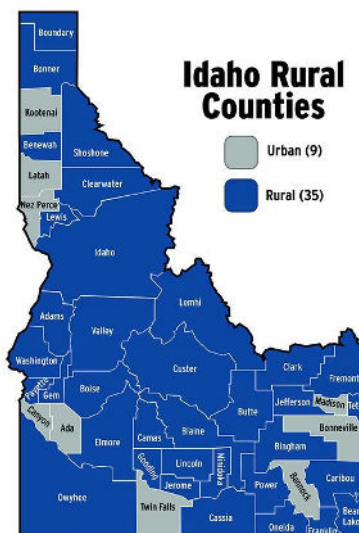 Idaho Rural
Counties
Urban (9)
Rural (35)
Boundary
Bonner
Kootenai
Benewah
Shoshone
Latah
Clearwater
Nez Perce
Lewis
Idaho
Lemhi
Adams
Valley
Washington
Custer
Clark
Fremont
Payette
Gem
Boise
Butte
Jefferson
Madison
Tet
Canyon
Ada
Elmore
Camas
Blaine
Bonneville
Bingham
Gooding
Lincoln
Minidoka
Jerome
Power
Bannock
Caribou
Owyhee
Twin Falls
Cassia
Oneida
Franklin
Bear
Lake